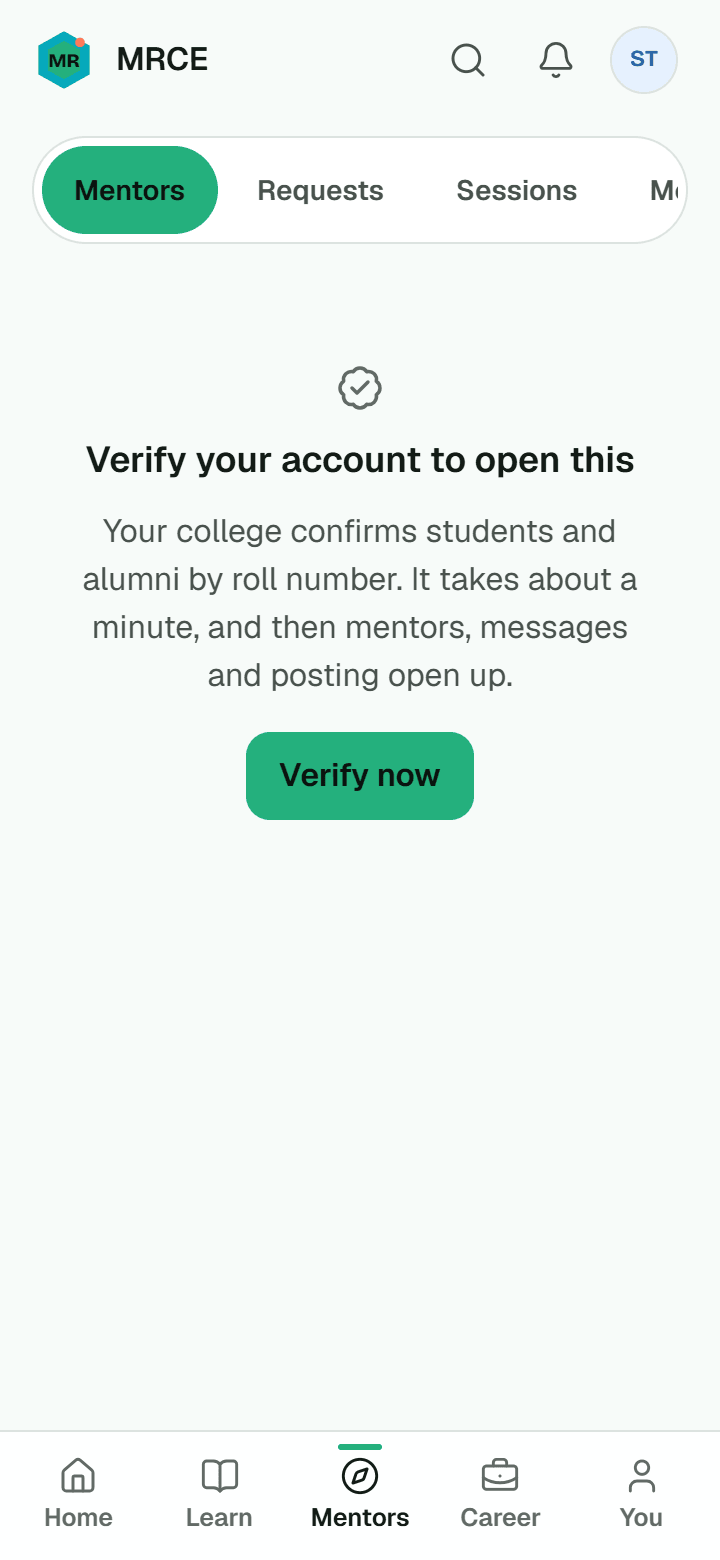 MR
MRCE
ST
Mentors
Requests
Sessions
Verify your account to open this
Your college confirms students and
alumni by roll number. It takes about a
minute, and then mentors, messages
and posting open up.
Verify now
Home
Learn
Mentors
Career
You